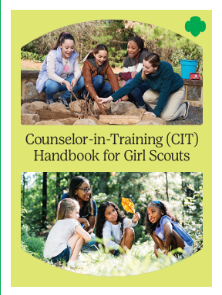 Counselor-in-Training (CIT)
Handbook for Girl Scouts